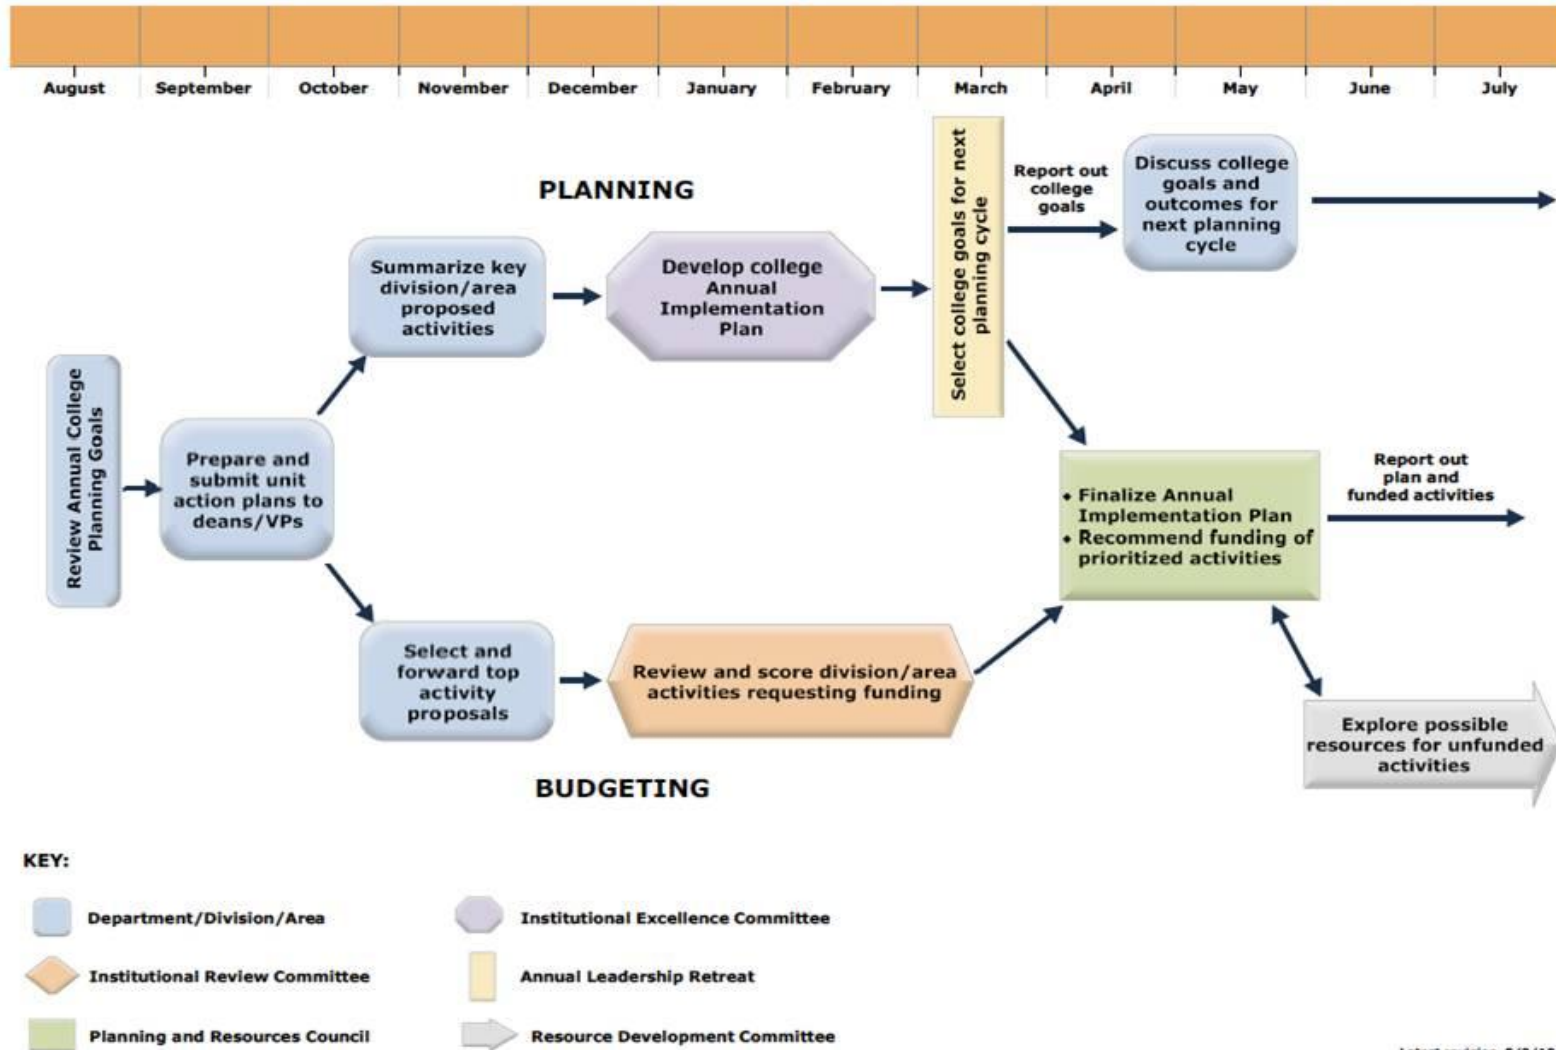 August
September
October
November
December
January
February
March
April
May
June
July
PLANNING
Review Annual College
Planning Goals
Prepare and
submit unit
action plans to
deans/VPs
Summarize key
division/area
proposed
activities
Develop college
Annual
Implementation
Plan
Select college goals for next
planning cycle
Report out
college
goals
Discuss college
goals and
outcomes for
next planning
cycle
• Finalize Annual
Implementation Plan
• Recommend funding of
prioritized activities
Report out
plan and
funded activities
Select and
forward top
activity
proposals
Review and score division/area
activities requesting funding
Explore possible
resources for unfunded
activities
BUDGETING
KEY:
Department/Division/Area
Institutional Excellence Committee
Institutional Review Committee
Annual Leadership Retreat
Planning and Resources Council
Resource Development Committee